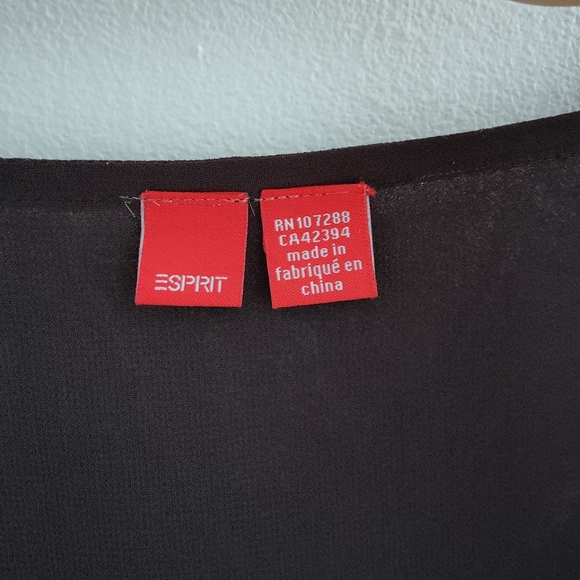 ESPRIT
RN107288
CA42394
made in
fabriqué en
china